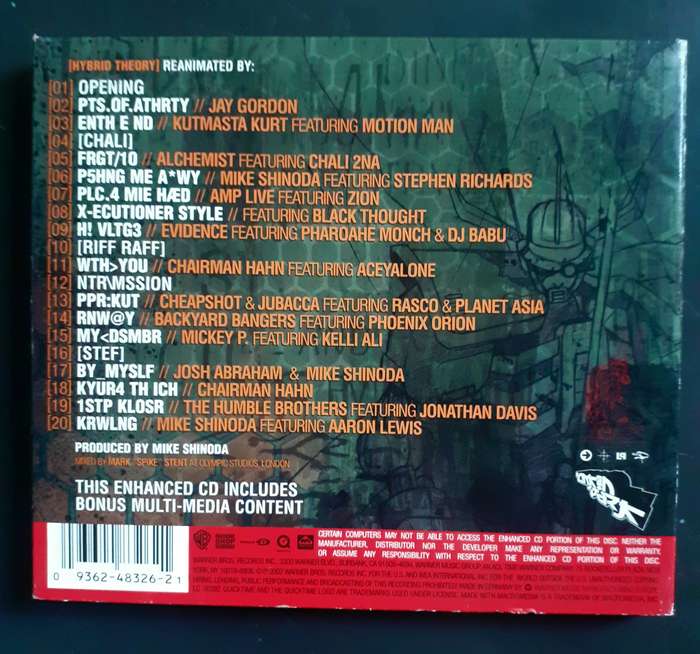 [HYBRID THEORY] REANIMATED BY:
[01] OPENING
[02] PTS.OF.ATHRTY // JAY GORDON
[03] ENTH E ND // KUTMASTA KURT FEATURING MOTION MAN
[04] [CHALI]
[05] FRGT/10 // ALCHEMIST FEATURING CHALI 2NA
[06] P5HNG ME A*WY // MIKE SHINODA FEATURING STEPHEN RICHARDS
[07] PLC.4 MIE HÆD // AMP LIVE FEATURING ZION
[08] X-ECUTIONER STYLE // FEATURING BLACK THOUGHT
[09] H! VLTG3 // EVIDENCE FEATURING PHAROAHE MONCH & DJ BABU
[10] [RIFF RAFF]
[11] WTH>YOU // CHAIRMAN HAHN FEATURING ACEYALONE
[12] NTR\MSSION
[13] PPR:KUT // CHEAPSHOT & JUBACCA FEATURING RASCO & PLANET ASIA
[14] RNW@Y // BACKYARD BANGERS FEATURING PHOENIX ORION
[15] MY<DSMBR // MICKEY P. FEATURING KELLI ALI
[16] [STEF]
[17] BY_MYSLF // JOSH ABRAHAM & MIKE SHINODA
[18] KYUR4 TH ICH // CHAIRMAN HAHN
[19] 1STP KLOSR // THE HUMBLE BROTHERS FEATURING JONATHAN DAVIS
[20] KRWLNG // MIKE SHINODA FEATURING AARON LEWIS
PRODUCED BY MIKE SHINODA
MIXED BY MARK "SPIKE" STENT AT OLYMPIC STUDIOS, LONDON
THIS ENHANCED CD INCLUDES
BONUS MULTI-MEDIA CONTENT
LINKIN PARK
CERTAIN COMPUTERS MAY NOT BE ABLE TO ACCESS THE ENHANCED CD PORTION OF THIS DISC. NEITHER THE
MANUFACTURER, DISTRIBUTOR NOR THE DEVELOPER MAKE ANY REPRESENTATION OR WARRANTY,
OR ASSUME ANY RESPONSIBILITY WITH RESPECT TO THE ENHANCED CD PORTION OF THIS DISC.
0 9362-48326-2 1